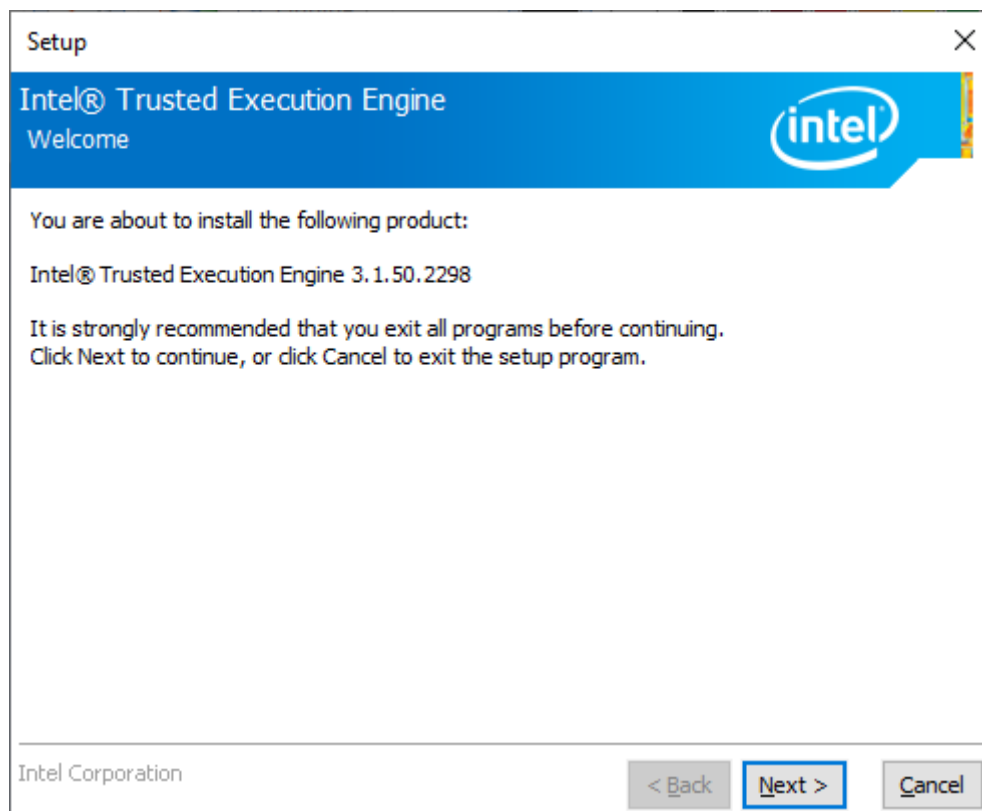 Setup
Intel® Trusted Execution Engine
Welcome
intel
You are about to install the following product:
Intel® Trusted Execution Engine 3.1.50.2298
It is strongly recommended that you exit all programs before continuing.
Click Next to continue, or click Cancel to exit the setup program.
Intel Corporation
< Back
Next >
Cancel